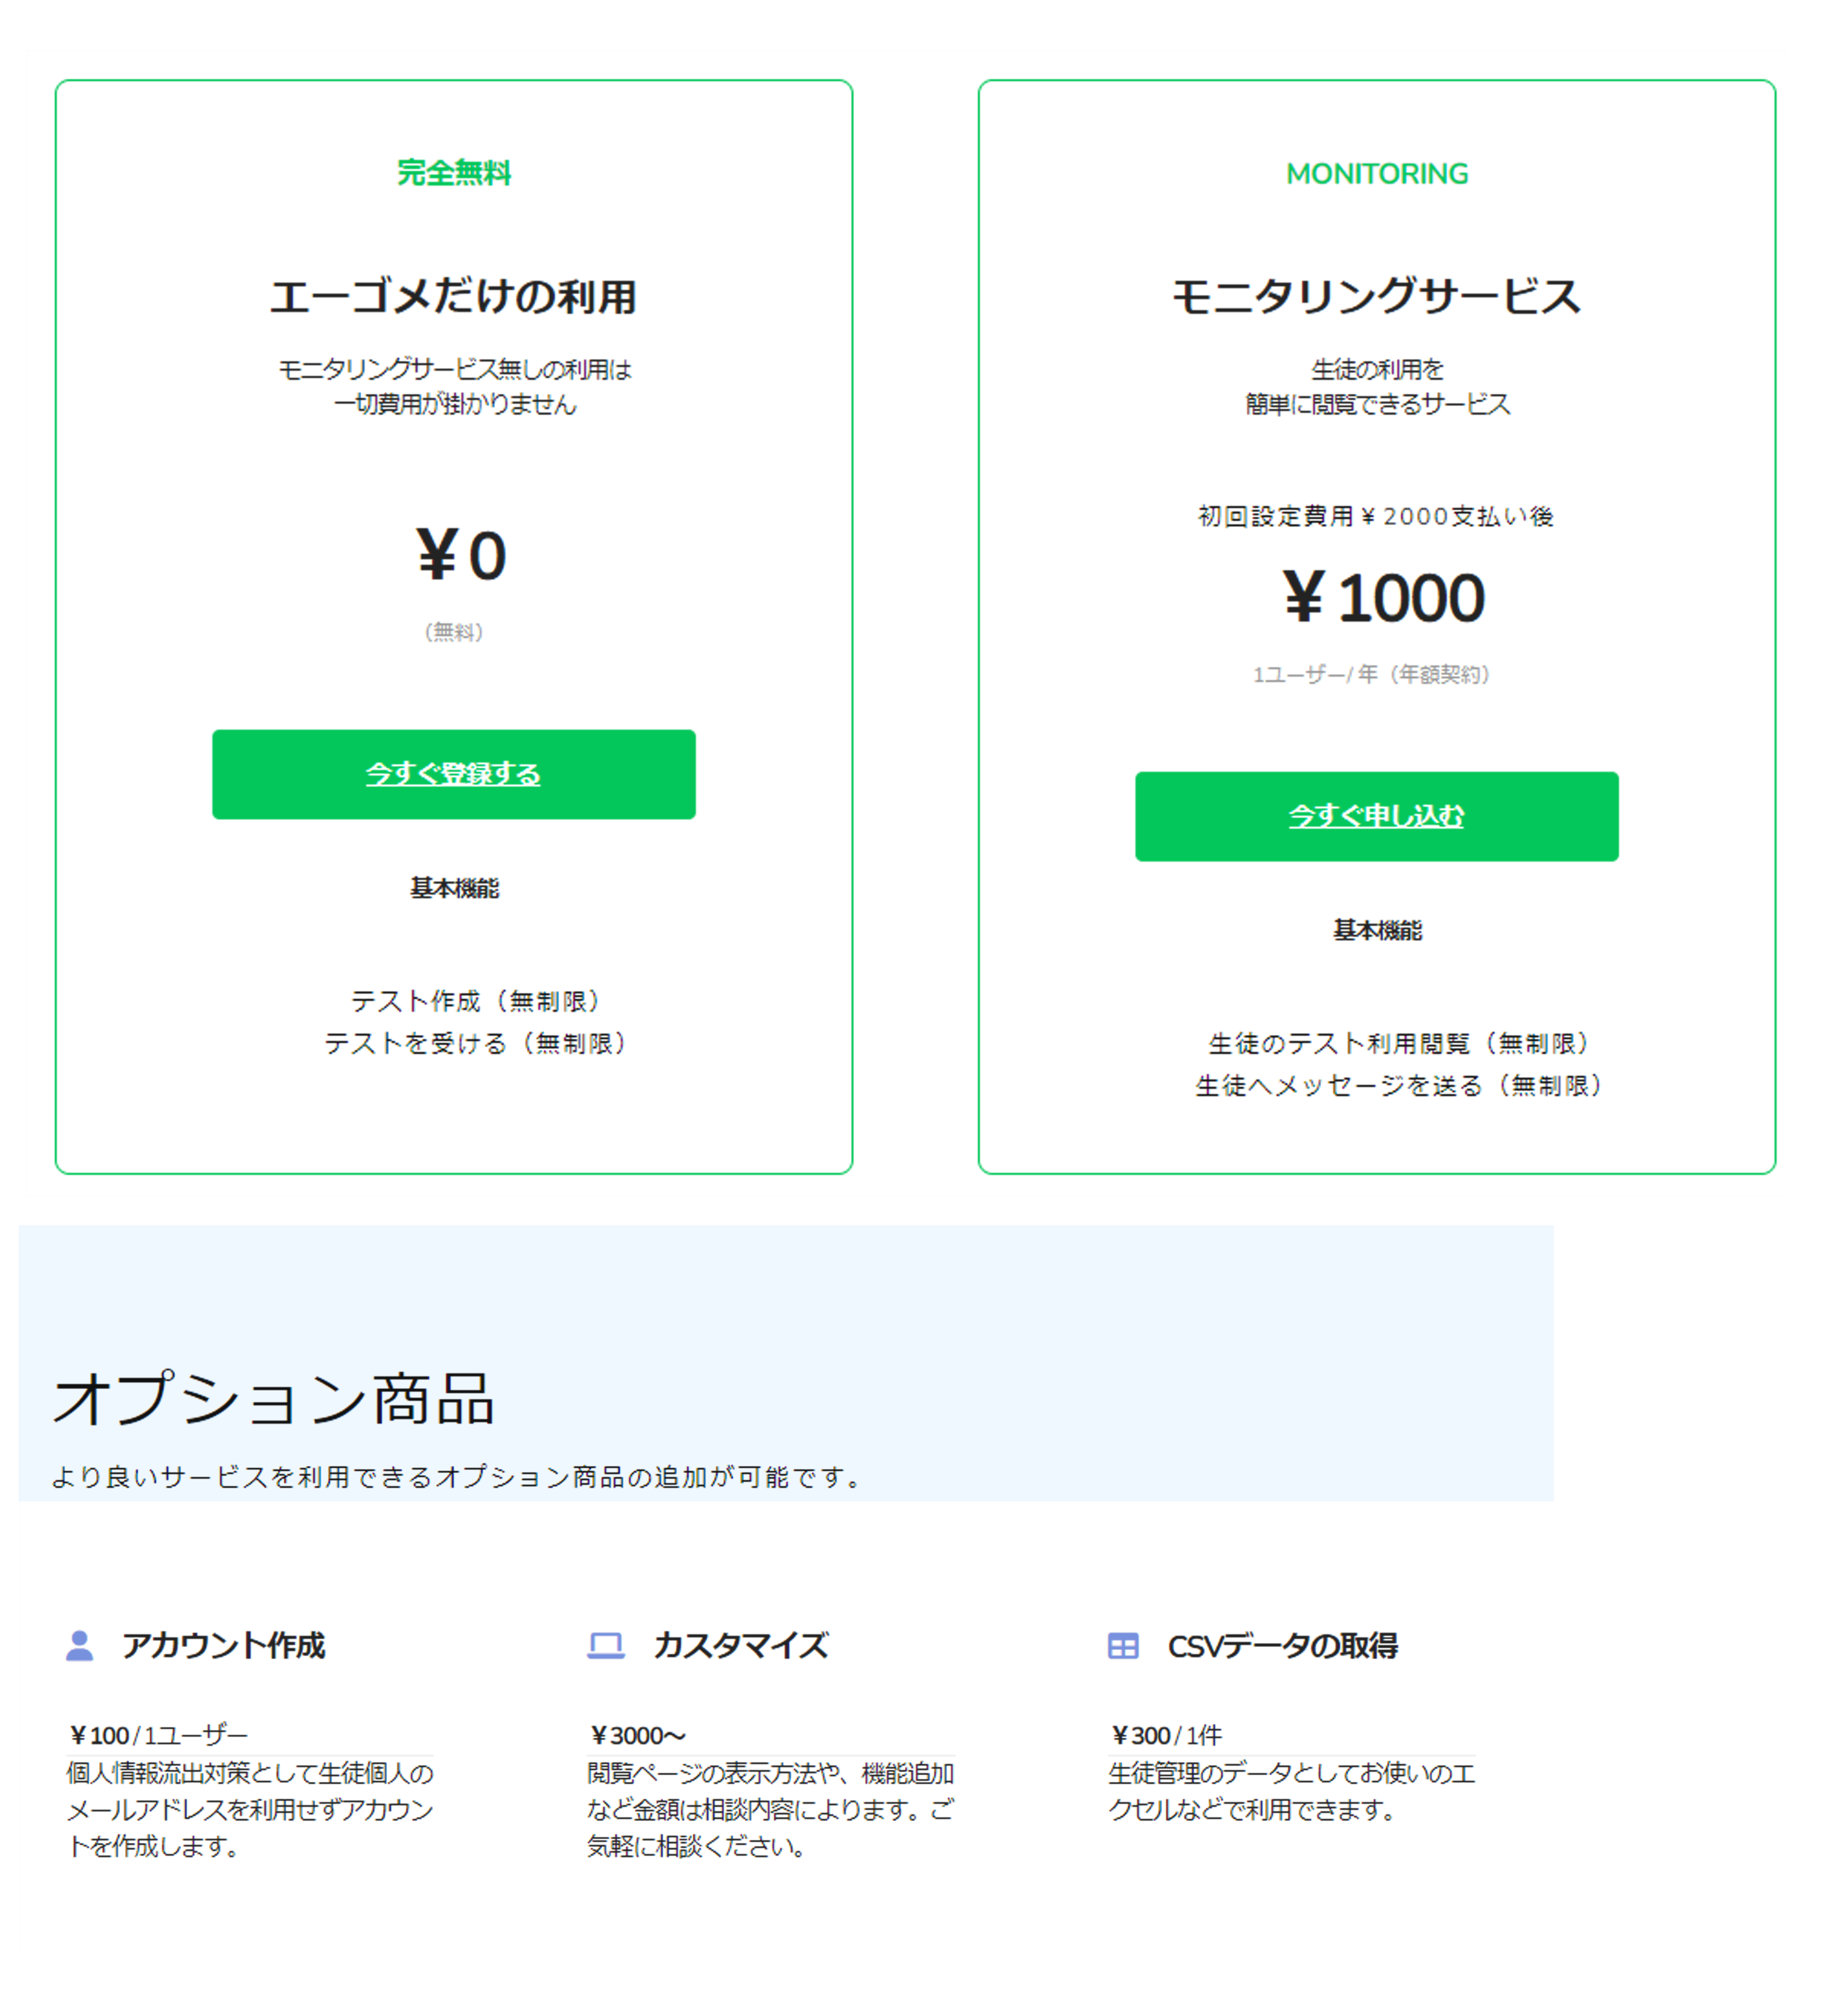 完全無料
エーゴメだけの利用
モニタリングサービス無しの利用は
一切費用が掛かりません
¥0
（無料）
今すぐ登録する
基本機能
テスト作成（無制限）
テストを受ける（無制限）
MONITORING
モニタリングサービス
生徒の利用を
簡単に閲覧できるサービス
初回設定費用¥2000支払い後
¥1000
1ユーザー/ 年（年額契約）
今すぐ申し込む
基本機能
生徒のテスト利用閲覧（無制限）
生徒へメッセージを送る（無制限）
オプション商品
より良いサービスを利用できるオプション商品の追加が可能です。
アカウント作成
¥100 / 1ユーザー
個人情報流出対策として生徒個人の
メールアドレスを利用せずアカウン
トを作成します。
カスタマイズ
¥3000〜
閲覧ページの表示方法や、機能追加
など金額は相談内容によります。ご
気軽に相談ください。
CSVデータの取得
¥300 / 1件
生徒管理のデータとしてお使いのエ
クセルなどで利用できます。